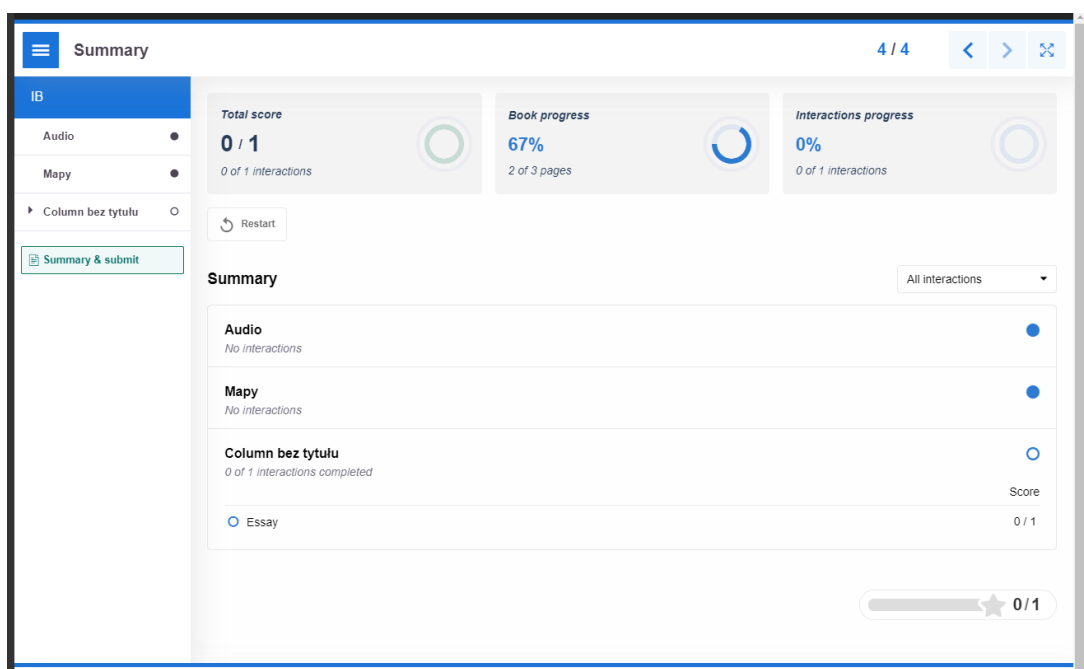 Summary
4 / 4
IB
Audio
Mapy
Column bez tytułu
Summary & submit
Total score
0 / 1
0 of 1 interactions
Book progress
67%
2 of 3 pages
Interactions progress
0%
0 of 1 interactions
Restart
Summary
All interactions
Audio
No interactions
Mapy
No interactions
Column bez tytułu
0 of 1 interactions completed
Score
Essay 0 / 1
0/1